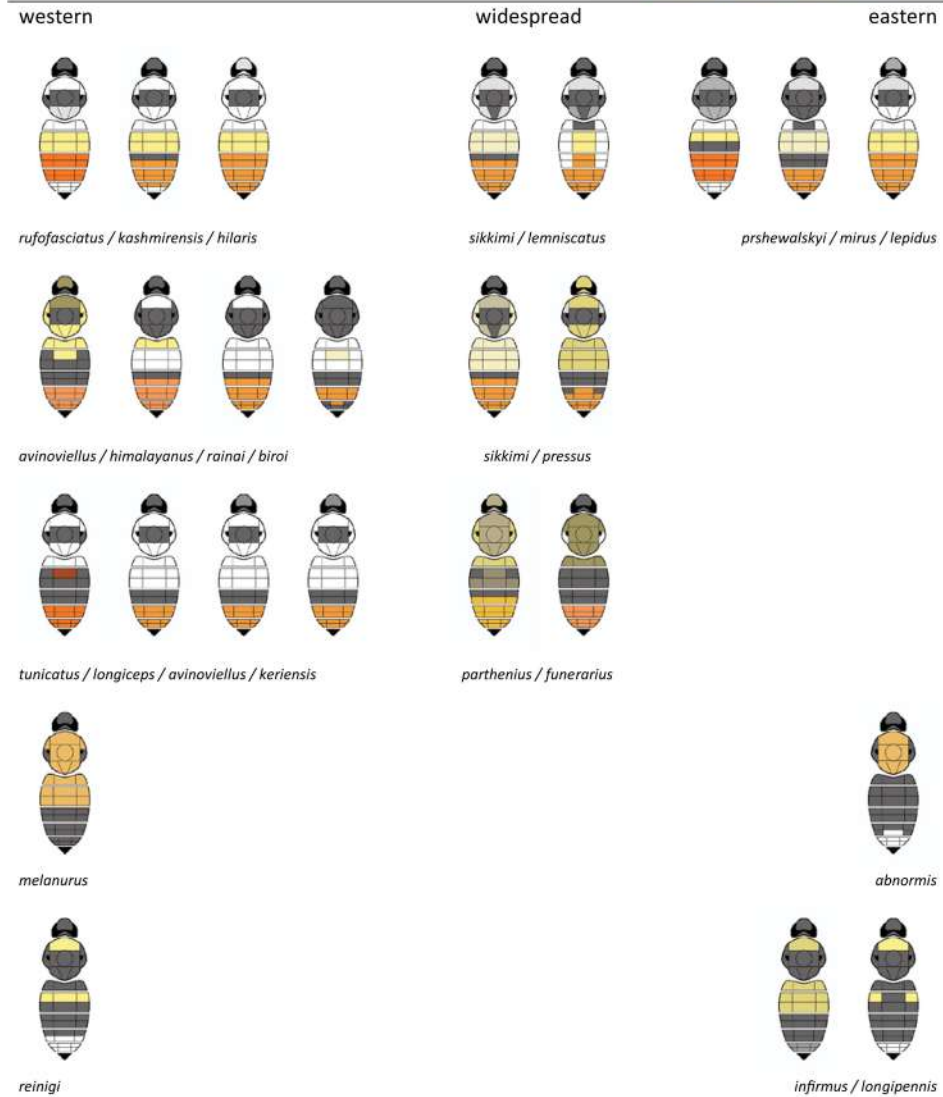 western widespread eastern
rufofasciatus / kashmirensis / hilaris sikkimi / lemniscatus prshewalskyi / mirus / lepidus
avinoviellus / himalayanus / rainai / biroi sikkimi / pressus
tunicatus / longiceps / avinoviellus / keriensis parthenius / funerarius
melanurus abnormis
reinigi infirmus / longipennis